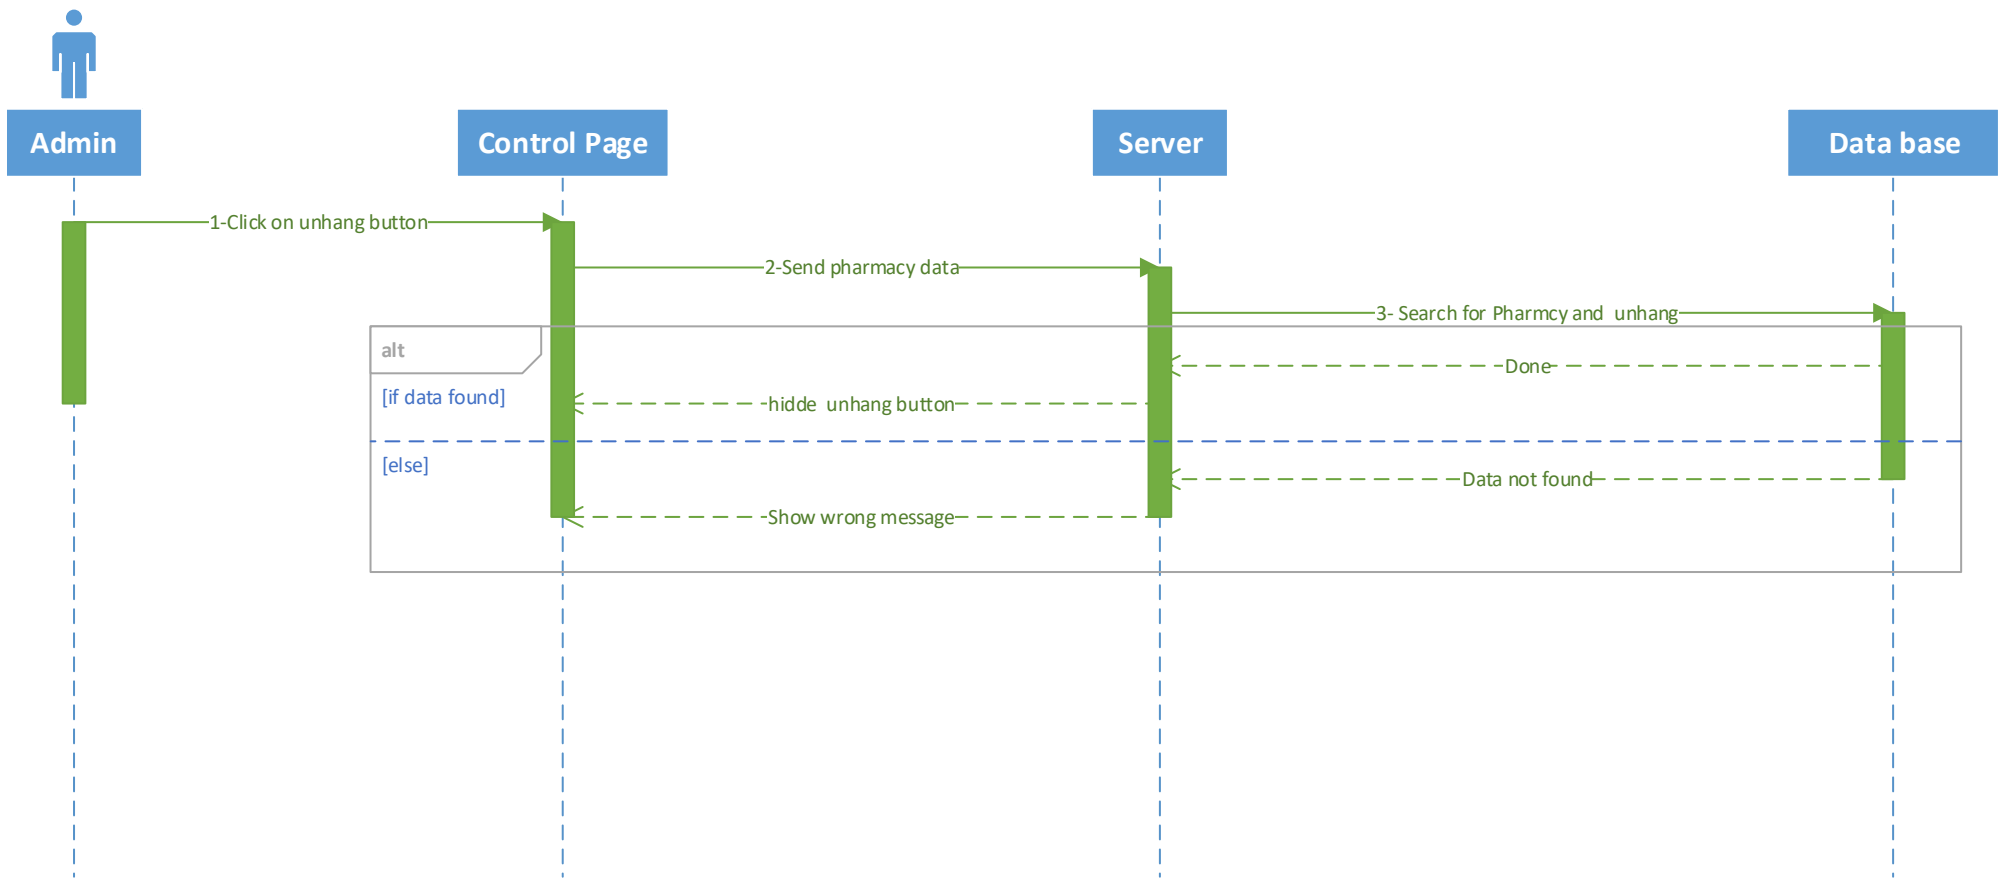 Admin
Control Page
Server
Data base
1-Click on unhang button
2-Send pharmacy data
3- Search for Pharmcy and  unhang
alt
Done
[if data found]
hidde  unhang button
[else]
Data not found
Show wrong message